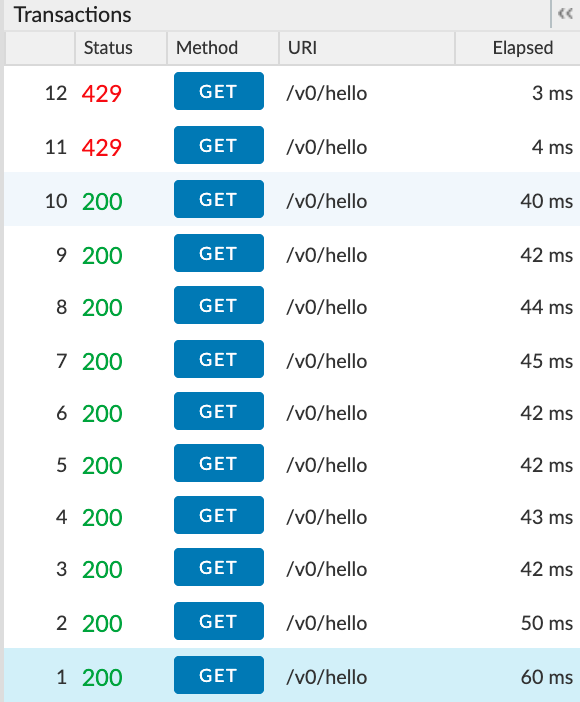 Transactions «
Status Method URI Elapsed
12 429 GET /v0/hello 3 ms
11 429 GET /v0/hello 4 ms
10 200 GET /v0/hello 40 ms
9 200 GET /v0/hello 42 ms
8 200 GET /v0/hello 44 ms
7 200 GET /v0/hello 45 ms
6 200 GET /v0/hello 42 ms
5 200 GET /v0/hello 42 ms
4 200 GET /v0/hello 43 ms
3 200 GET /v0/hello 42 ms
2 200 GET /v0/hello 50 ms
1 200 GET /v0/hello 60 ms